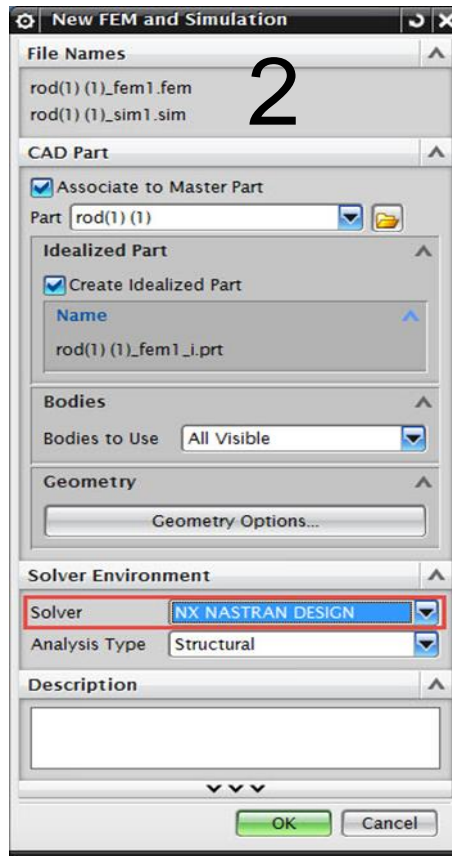 New FEM and Simulation
File Names
2
rod(1) (1)_fem1.fem
rod(1) (1)_sim1.sim
CAD Part
Associate to Master Part
Part rod(1) (1)
Idealized Part
Create Idealized Part
Name
rod(1) (1)_fem1_i.prt
Bodies
Bodies to Use All Visible
Geometry
Geometry Options...
Solver Environment
Solver NX NASTRAN DESIGN
Analysis Type Structural
Description
OK Cancel